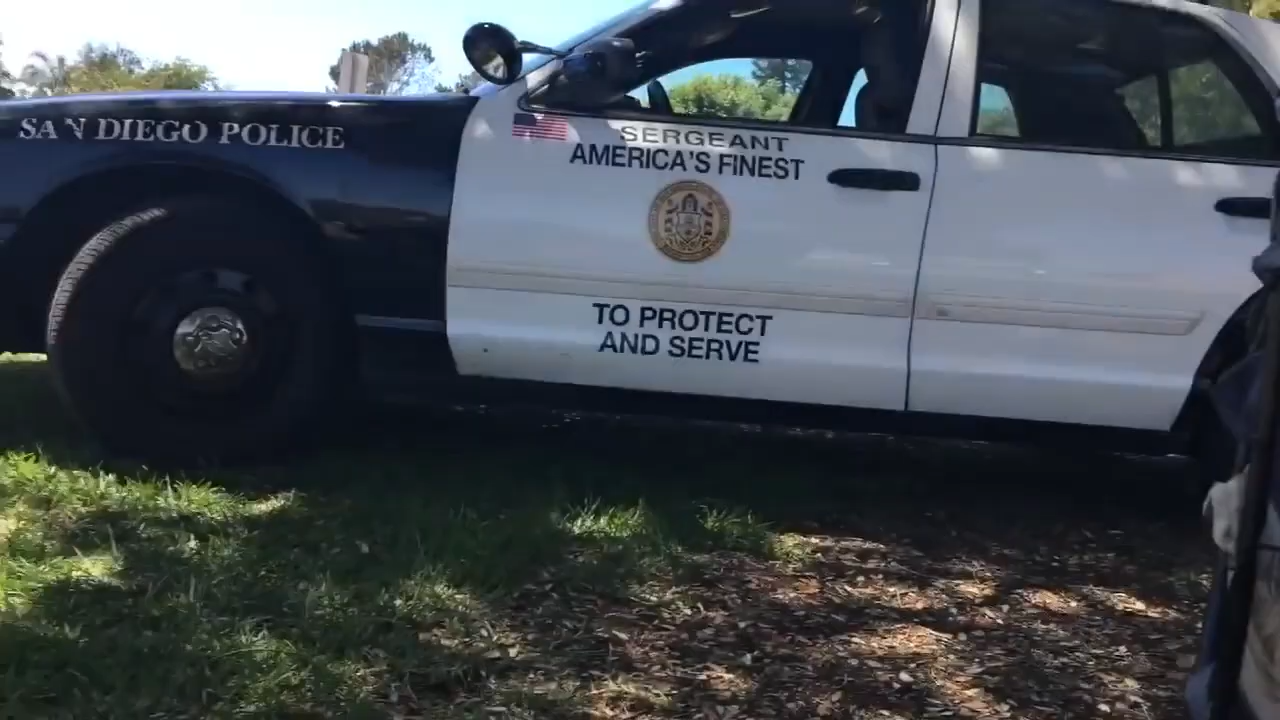 SAN DIEGO POLICE
SERGEANT
AMERICA'S FINEST
TO PROTECT
AND SERVE